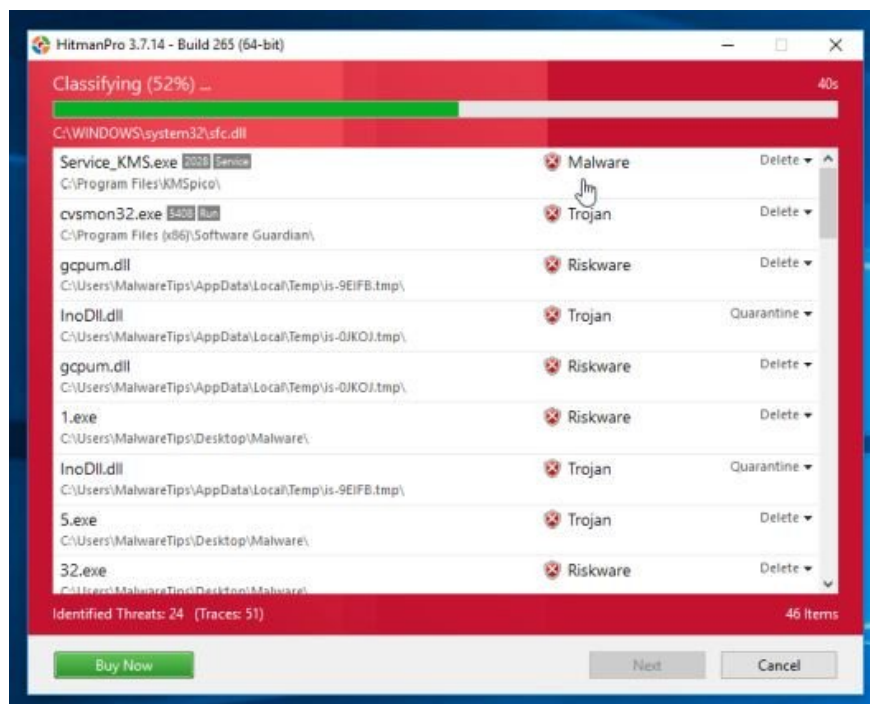 HitmanPro 3.7.14 - Build 265 (64-bit)
Classifying (52%) ...
40s
C:\WINDOWS\system32\sfc.dll
Service_KMS.exe 2028 Service Malware Delete
C:\Program Files\KMSpico\
cvsmon32.exe 5408 Run Trojan Delete
C:\Program Files (x86)\Software Guardian\
gcpum.dll Riskware Delete
C:\Users\MalwareTips\AppData\Local\Temp\is-9EIFB.tmp\
InoDll.dll Trojan Quarantine
C:\Users\MalwareTips\AppData\Local\Temp\is-0JKOJ.tmp\
gcpum.dll Riskware Delete
C:\Users\MalwareTips\AppData\Local\Temp\is-0JKOJ.tmp\
1.exe Riskware Delete
C:\Users\MalwareTips\Desktop\Malware\
InoDll.dll Trojan Quarantine
C:\Users\MalwareTips\AppData\Local\Temp\is-9EIFB.tmp\
5.exe Trojan Delete
C:\Users\MalwareTips\Desktop\Malware\
32.exe Riskware Delete
C:\Users\MalwareTips\Desktop\Malware\
Identified Threats: 24 (Traces: 51) 46 Items
Buy Now Next Cancel